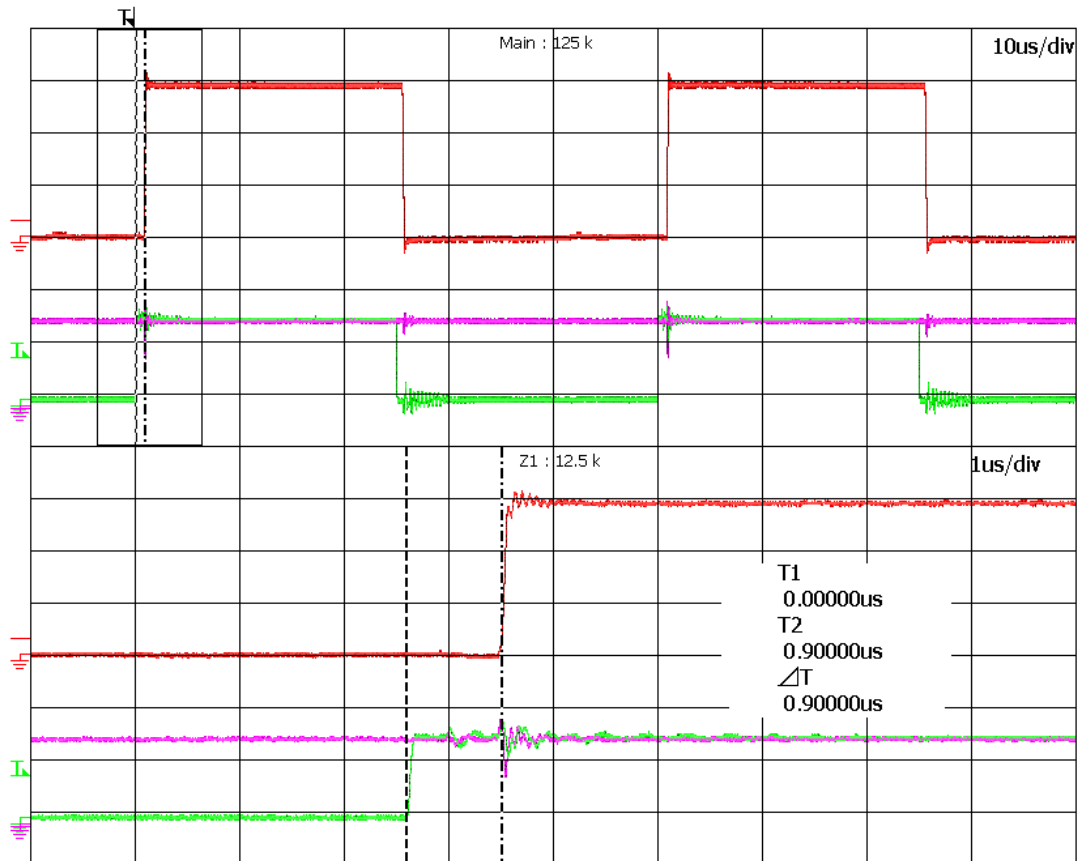 T
Main : 125 k
10us/div
T
Z1 : 12.5 k
1us/div
T1
0.00000us
T2
0.90000us
⊿T
0.90000us
T